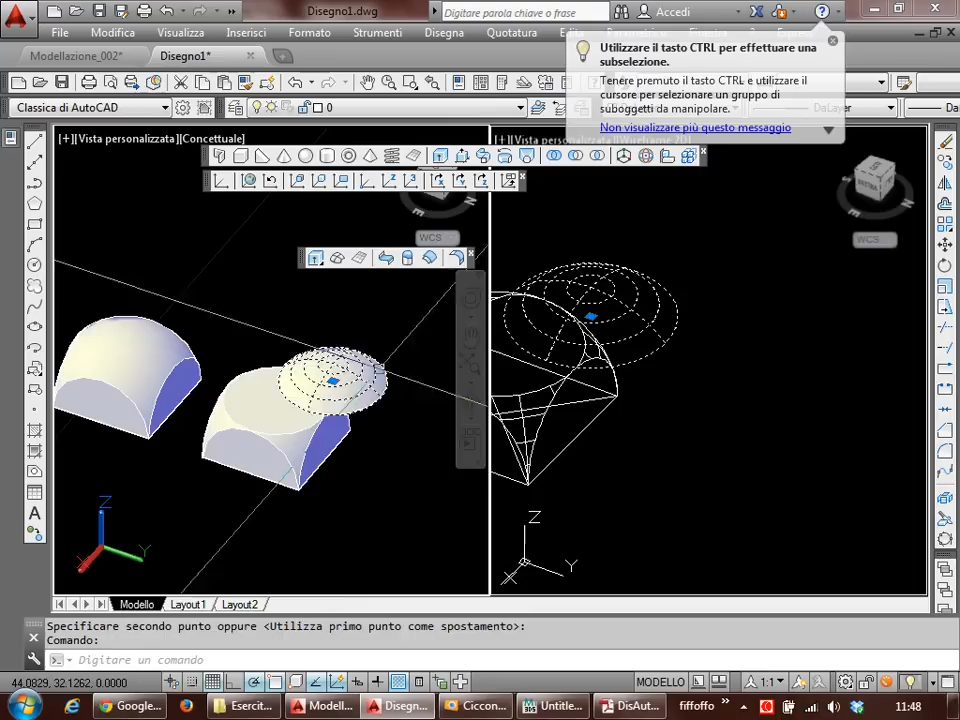 Disegno1.dwg
Digitare parola chiave o frase
Accedi
File
Modifica
Visualizza
Inserisci
Formato
Strumenti
Disegna
Quotatura
Utilizzare il tasto CTRL per effettuare una
subselezione.
Tenere premuto il tasto CTRL e utilizzare il
cursore per selezionare un gruppo di
suboggetti da manipolare.
Non visualizzare più questo messaggio
Modellazione_002*
Disegno1*
Classica di AutoCAD
0
DaLayer
[+][Vista personalizzata][Concettuale]
[+][Vista personalizzata][Wireframe 2D]
WCS
WCS
E
N
Z
Y
X
Z
Y
X
Modello
Layout1
Layout2
Specificare secondo punto oppure <Utilizza primo punto come spostamento>:
Comando:
Digitare un comando
44.0829, 32.1262, 0.0000
MODELLO
1:1
Google...
Esercit...
Modell...
Disegn...
Ciccon...
Untitle...
DisAut...
fiffoffo
11:48